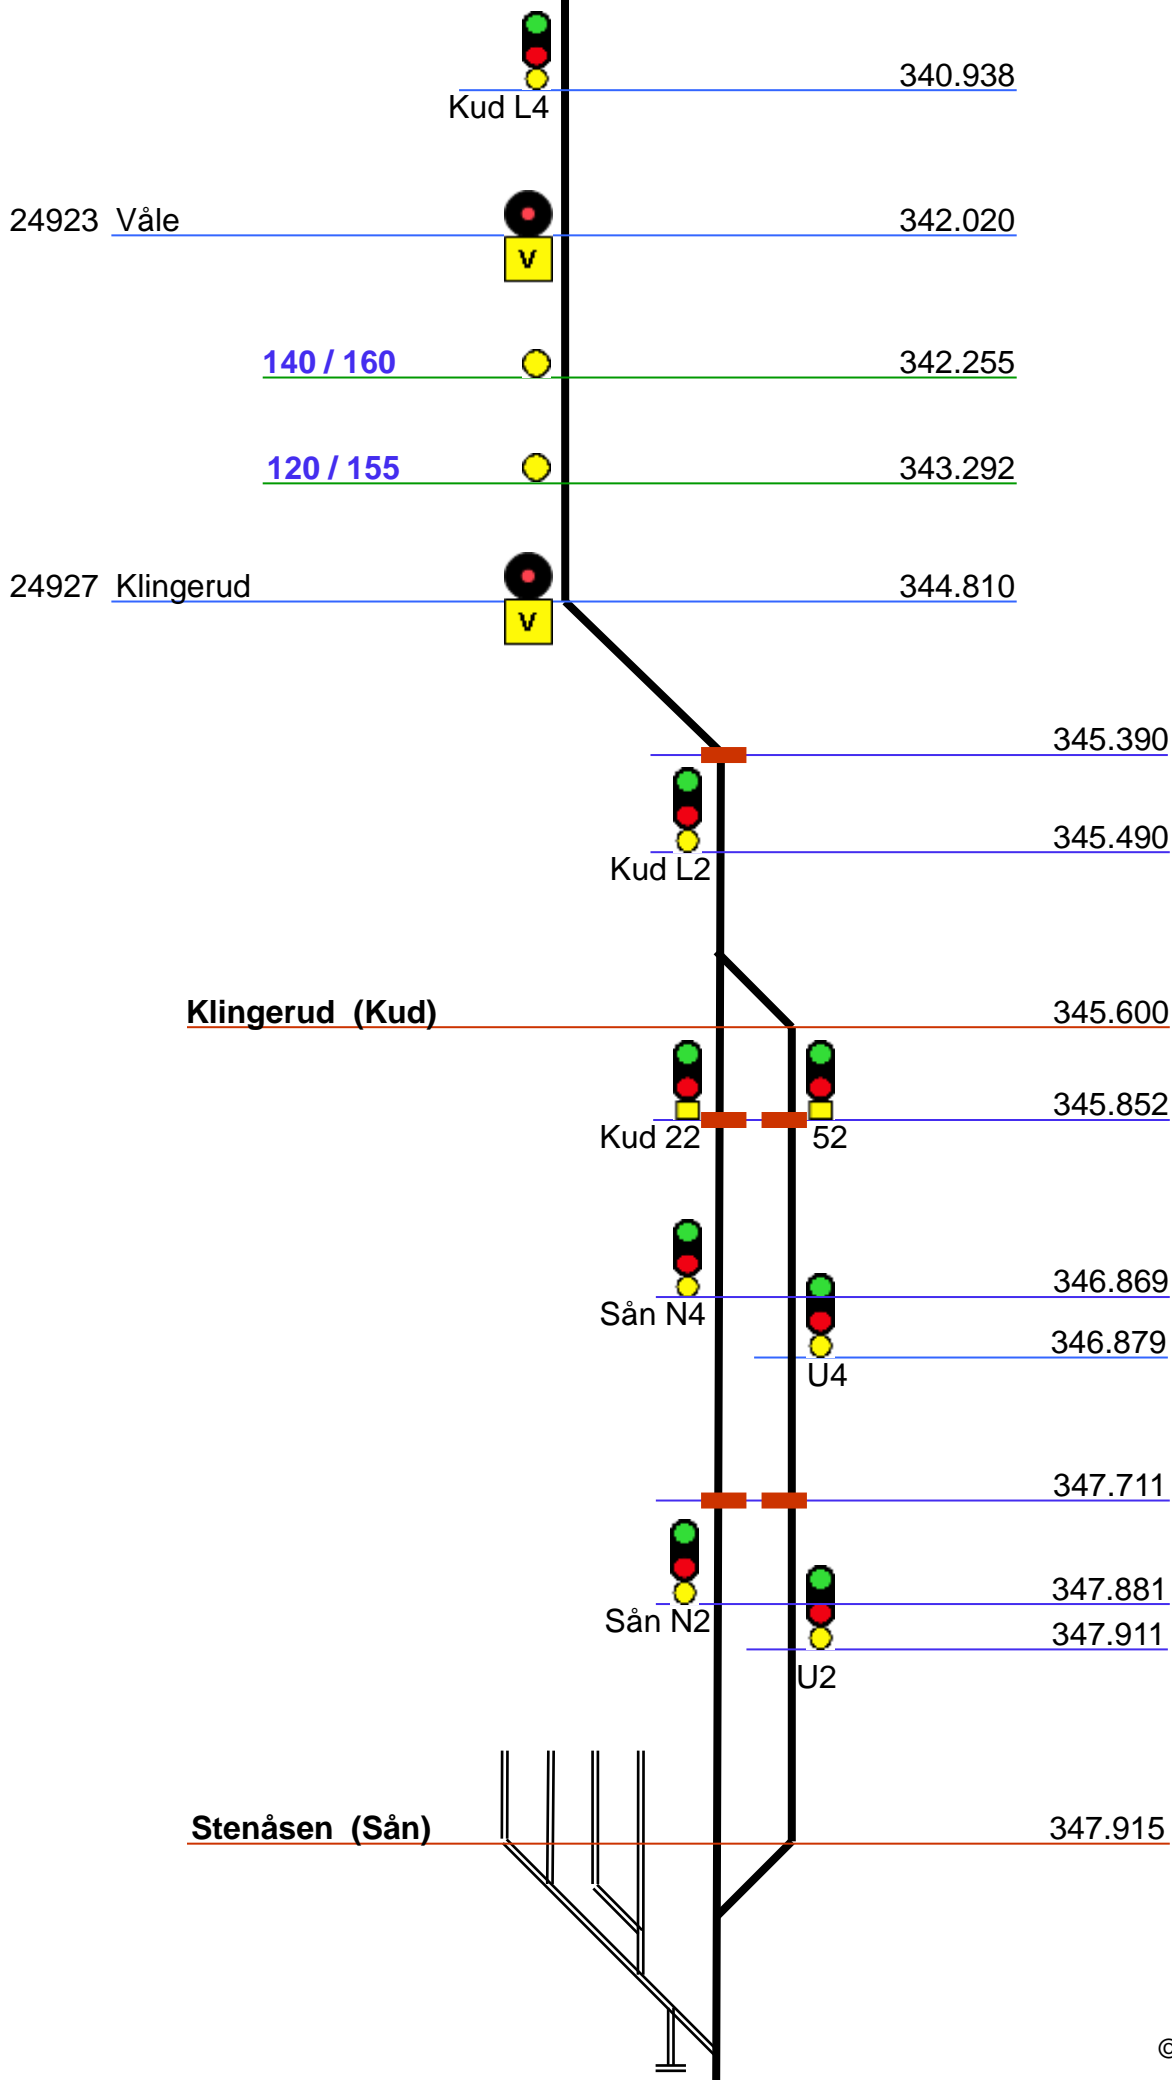 340.938
Kud L4
24923 Våle 342.020
V
140 / 160 342.255
120 / 155 343.292
24927 Klingerud 344.810
V
345.390
345.490
Kud L2
Klingerud (Kud) 345.600
345.852
Kud 22 52
346.869
Sån N4
346.879
U4
347.711
347.881
Sån N2
347.911
U2
Stenåsen (Sån) 347.915
©